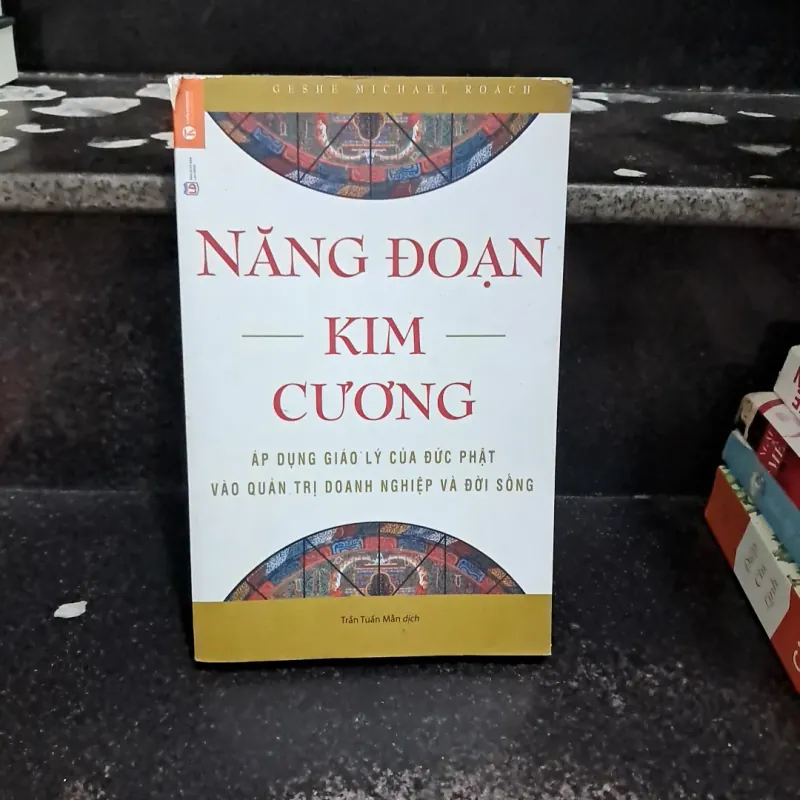 GESHE MICHAEL ROACH
NĂNG ĐOẠN
KIM
CƯƠNG
ÁP DỤNG GIÁO LÝ CỦA ĐỨC PHẬT
VÀO QUẢN TRỊ DOANH NGHIỆP VÀ ĐỜI SỐNG
Trần Tuấn Mẫn dịch